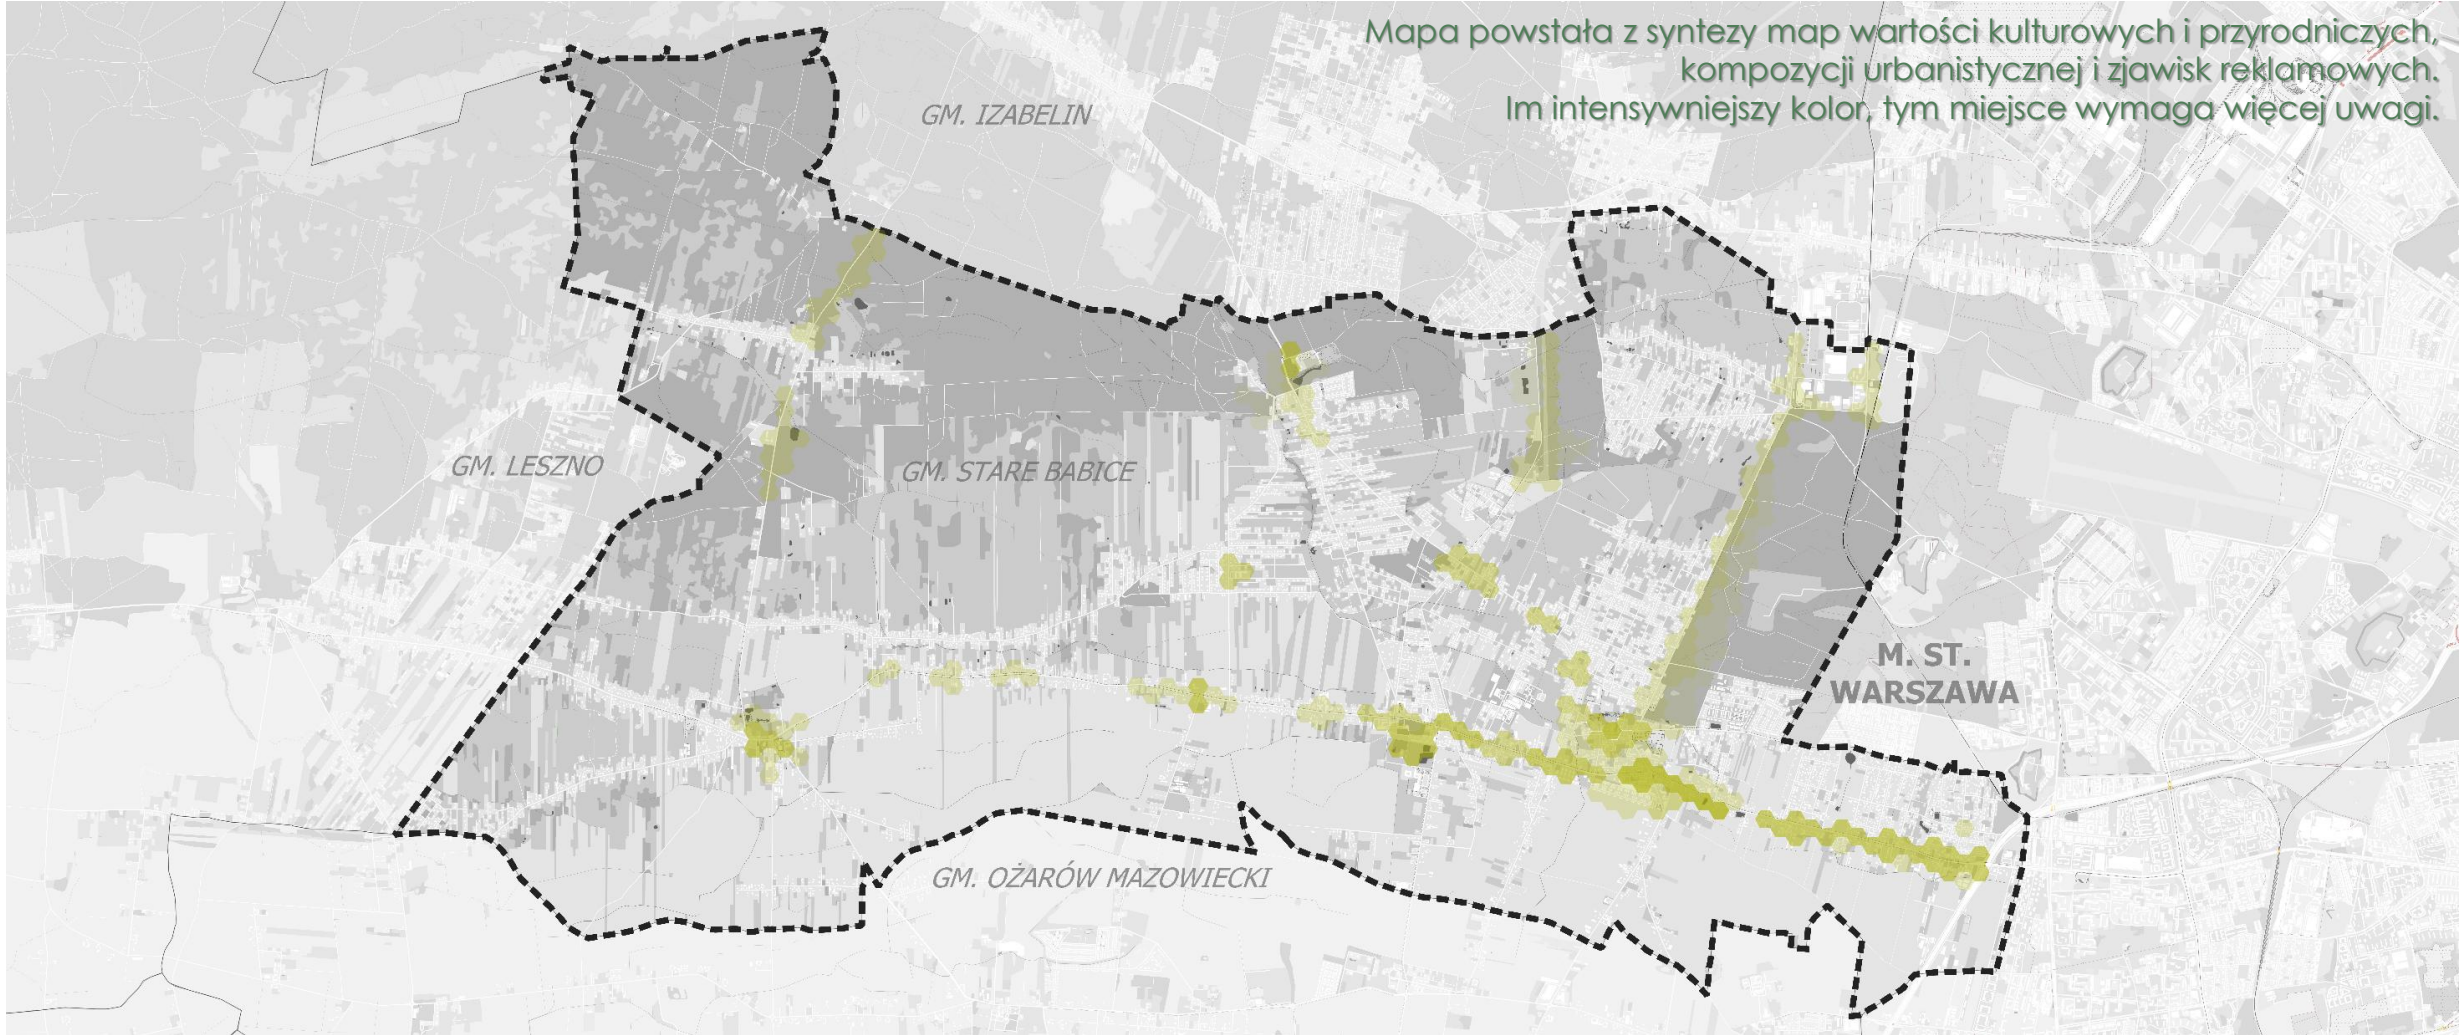 Mapa powstała z syntezy map wartości kulturowych i przyrodniczych,
kompozycji urbanistycznej i zjawisk reklamowych.
Im intensywniejszy kolor, tym miejsce wymaga więcej uwagi.
GM. IZABELIN
GM. LESZNO
GM. STARE BABICE
M. ST.
WARSZAWA
GM. OŻARÓW MAZOWIECKI